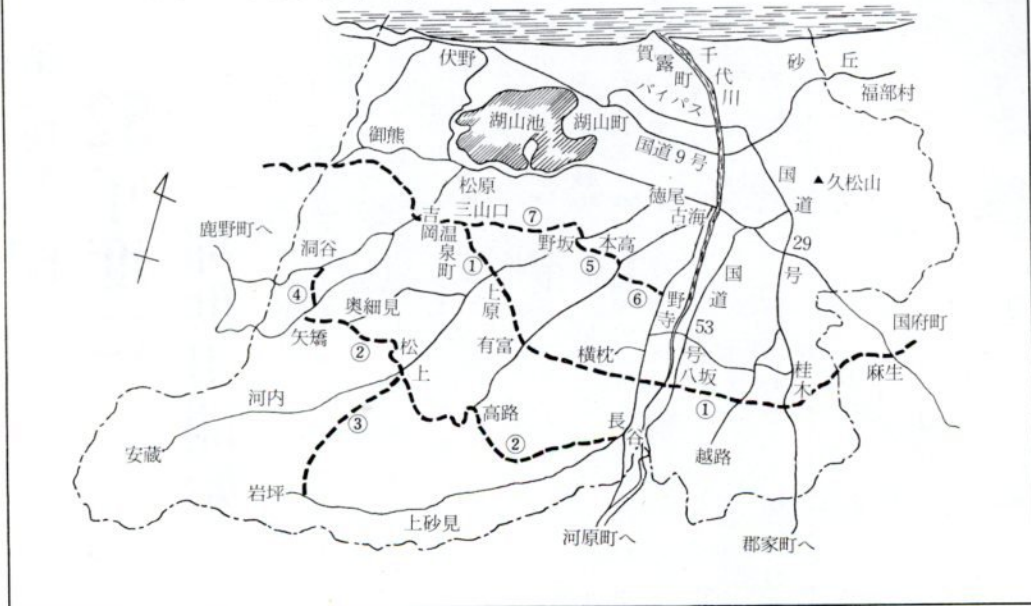 伏野
賀露町
千代川
砂丘
福部村
バイパス
湖山池
湖山町
国道9号
御熊
松原
徳尾
古海
国道29号
久松山
鹿野町へ
洞谷
吉岡温泉町
三山口
⑦
野坂
本高
①
⑤
④
奥細見
上原
⑥
野寺
国道53号
国府町
矢矯
②
松上
有富
横枕
八坂
桂木
麻生
河内
③
高路
①
安蔵
②
長谷
越路
岩坪
上砂見
河原町へ
郡家町へ